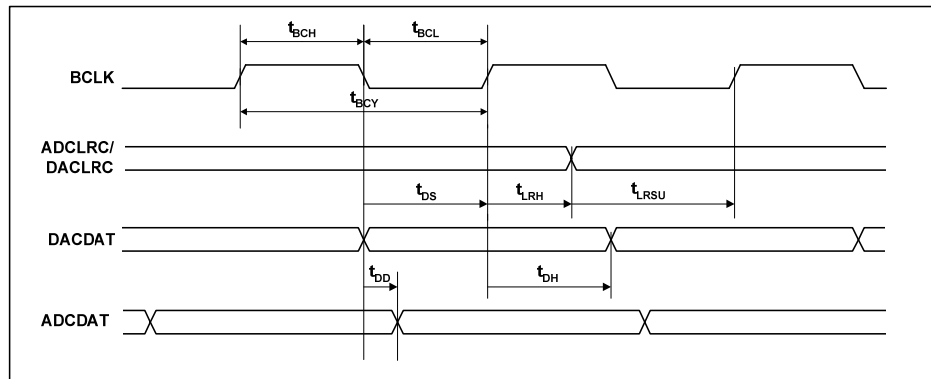 tBCH tBCL
BCLK
tBCY
ADCLRC/
DACLRC
tDS tLRH tLRSU
DACDAT
tDD tDH
ADCDAT